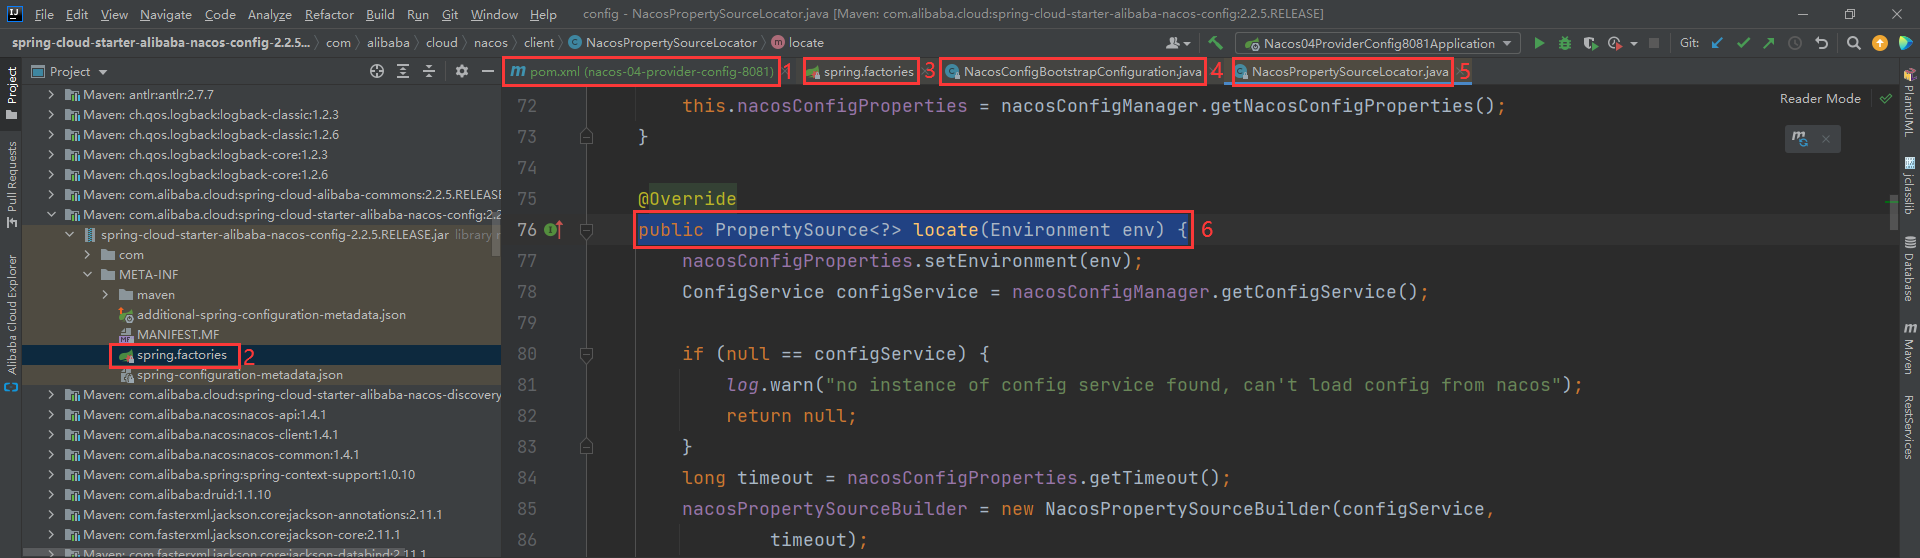 File Edit View Navigate Code Analyze Refactor Build Run Git Window Help config - NacosPropertySourceLocator.java [Maven: com.alibaba.cloud:spring-cloud-starter-alibaba-nacos-config:2.2.5.RELEASE]
spring-cloud-starter-alibaba-nacos-config-2.2.5... com alibaba cloud nacos client NacosPropertySourceLocator locate Nacos04ProviderConfig8081Application Git:
Project
pom.xml (nacos-04-provider-config-8081) 1 spring.factories 3 NacosConfigBootstrapConfiguration.java 4 NacosPropertySourceLocator.java 5
Project
Pull Requests
Alibaba Cloud Explorer
Maven: antlr:antlr:2.7.7
Maven: ch.qos.logback:logback-classic:1.2.3
Maven: ch.qos.logback:logback-classic:1.2.6
Maven: ch.qos.logback:logback-core:1.2.3
Maven: ch.qos.logback:logback-core:1.2.6
Maven: com.alibaba.cloud:spring-cloud-alibaba-commons:2.2.5.RELEASE
Maven: com.alibaba.cloud:spring-cloud-starter-alibaba-nacos-config:2.2
spring-cloud-starter-alibaba-nacos-config-2.2.5.RELEASE.jar library
com
META-INF
maven
additional-spring-configuration-metadata.json
MANIFEST.MF
spring.factories 2
spring-configuration-metadata.json
Maven: com.alibaba.cloud:spring-cloud-starter-alibaba-nacos-discovery
Maven: com.alibaba.nacos:nacos-api:1.4.1
Maven: com.alibaba.nacos:nacos-client:1.4.1
Maven: com.alibaba.nacos:nacos-common:1.4.1
Maven: com.alibaba.spring:spring-context-support:1.0.10
Maven: com.alibaba:druid:1.1.10
Maven: com.fasterxml.jackson.core:jackson-annotations:2.11.1
Maven: com.fasterxml.jackson.core:jackson-core:2.11.1
Maven: com.fasterxml.jackson.core:jackson-databind:2.11.1
72 this.nacosConfigProperties = nacosConfigManager.getNacosConfigProperties();
73 }
74
75 @Override
76 public PropertySource<?> locate(Environment env) { 6
77 nacosConfigProperties.setEnvironment(env);
78 ConfigService configService = nacosConfigManager.getConfigService();
79
80 if (null == configService) {
81 log.warn("no instance of config service found, can't load config from nacos");
82 return null;
83 }
84 long timeout = nacosConfigProperties.getTimeout();
85 nacosPropertySourceBuilder = new NacosPropertySourceBuilder(configService,
86 timeout);
Reader Mode
PlantUML
jclasslib
Database
Maven
RestServices